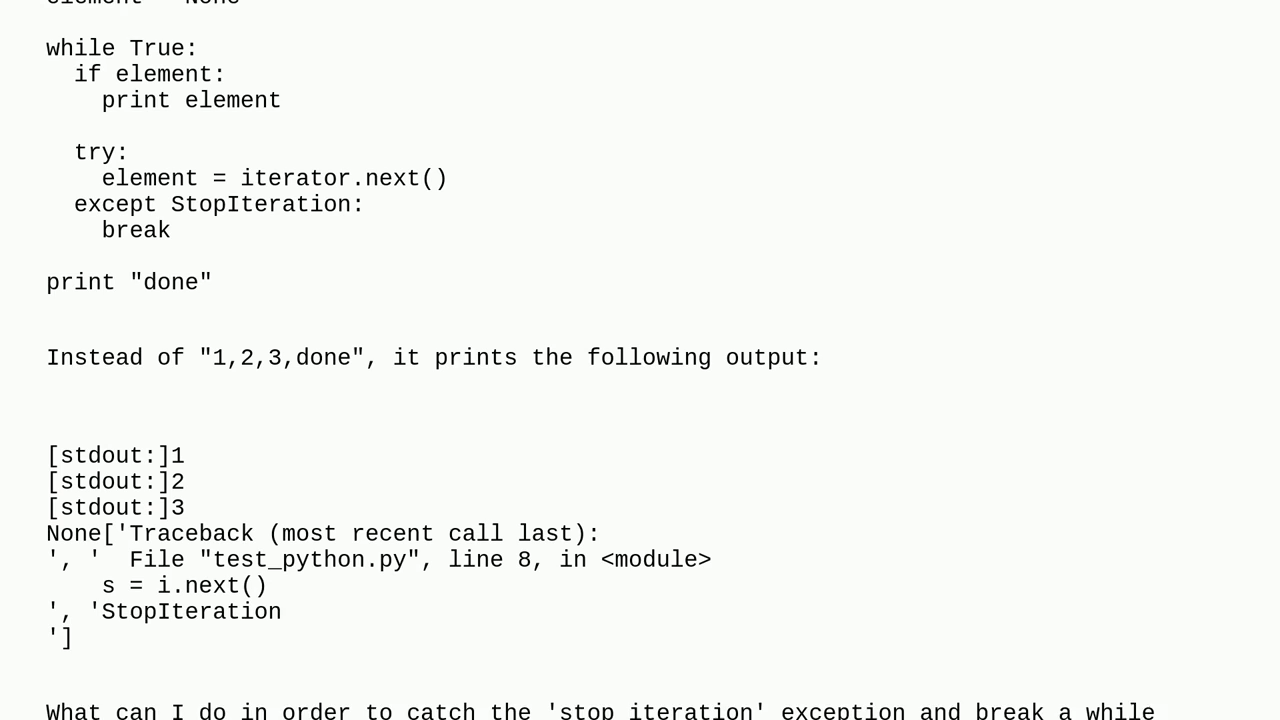 element = None
while True:
  if element:
    print element
  try:
    element = iterator.next()
  except StopIteration:
    break
print "done"
Instead of "1,2,3,done", it prints the following output:
[stdout:]1
[stdout:]2
[stdout:]3
None['Traceback (most recent call last):
', '  File "test_python.py", line 8, in <module>
    s = i.next()
', 'StopIteration
']
What can I do in order to catch the 'stop iteration' exception and break a while